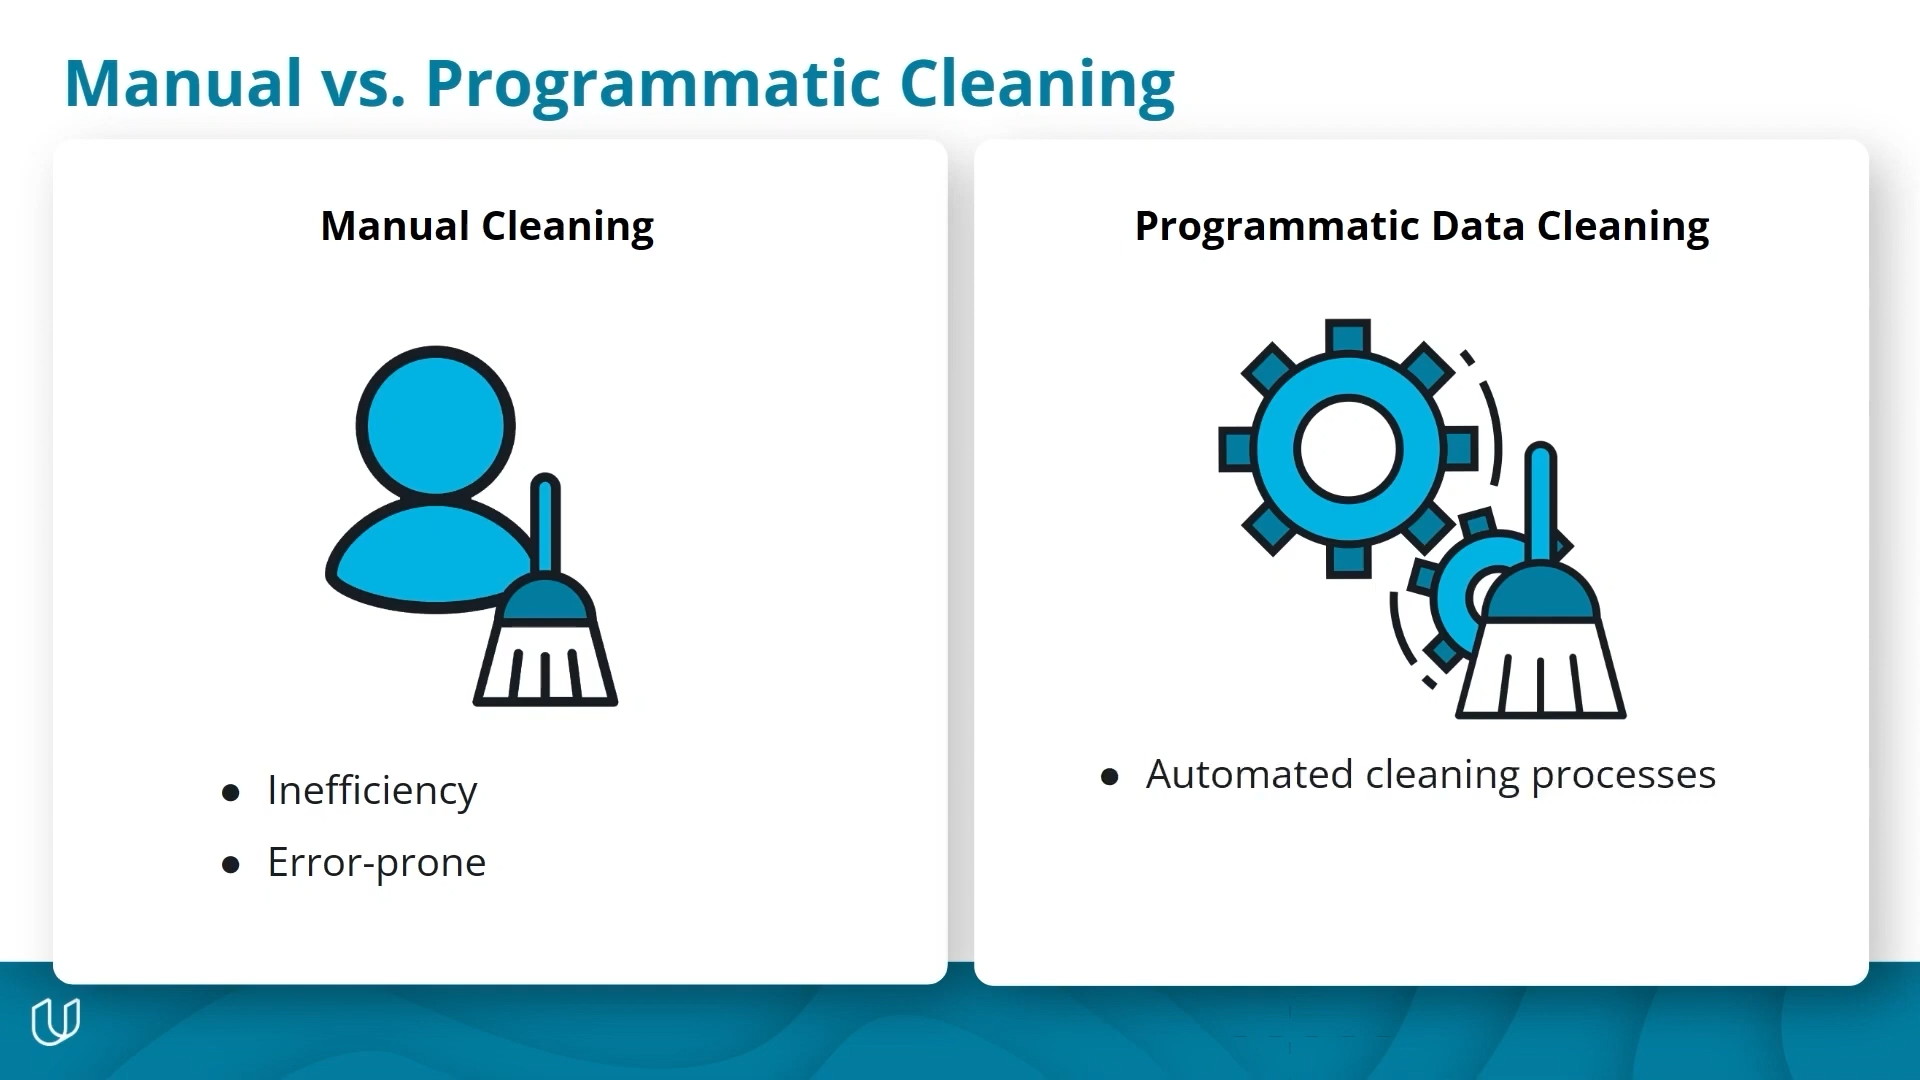 Manual vs. Programmatic Cleaning
Manual Cleaning
● Inefficiency
● Error-prone
Programmatic Data Cleaning
● Automated cleaning processes